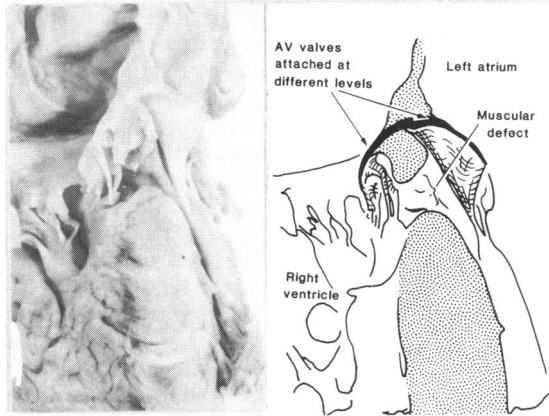 AV valves
attached at
different levels
Left atrium
Muscular
defect
Right
ventricle